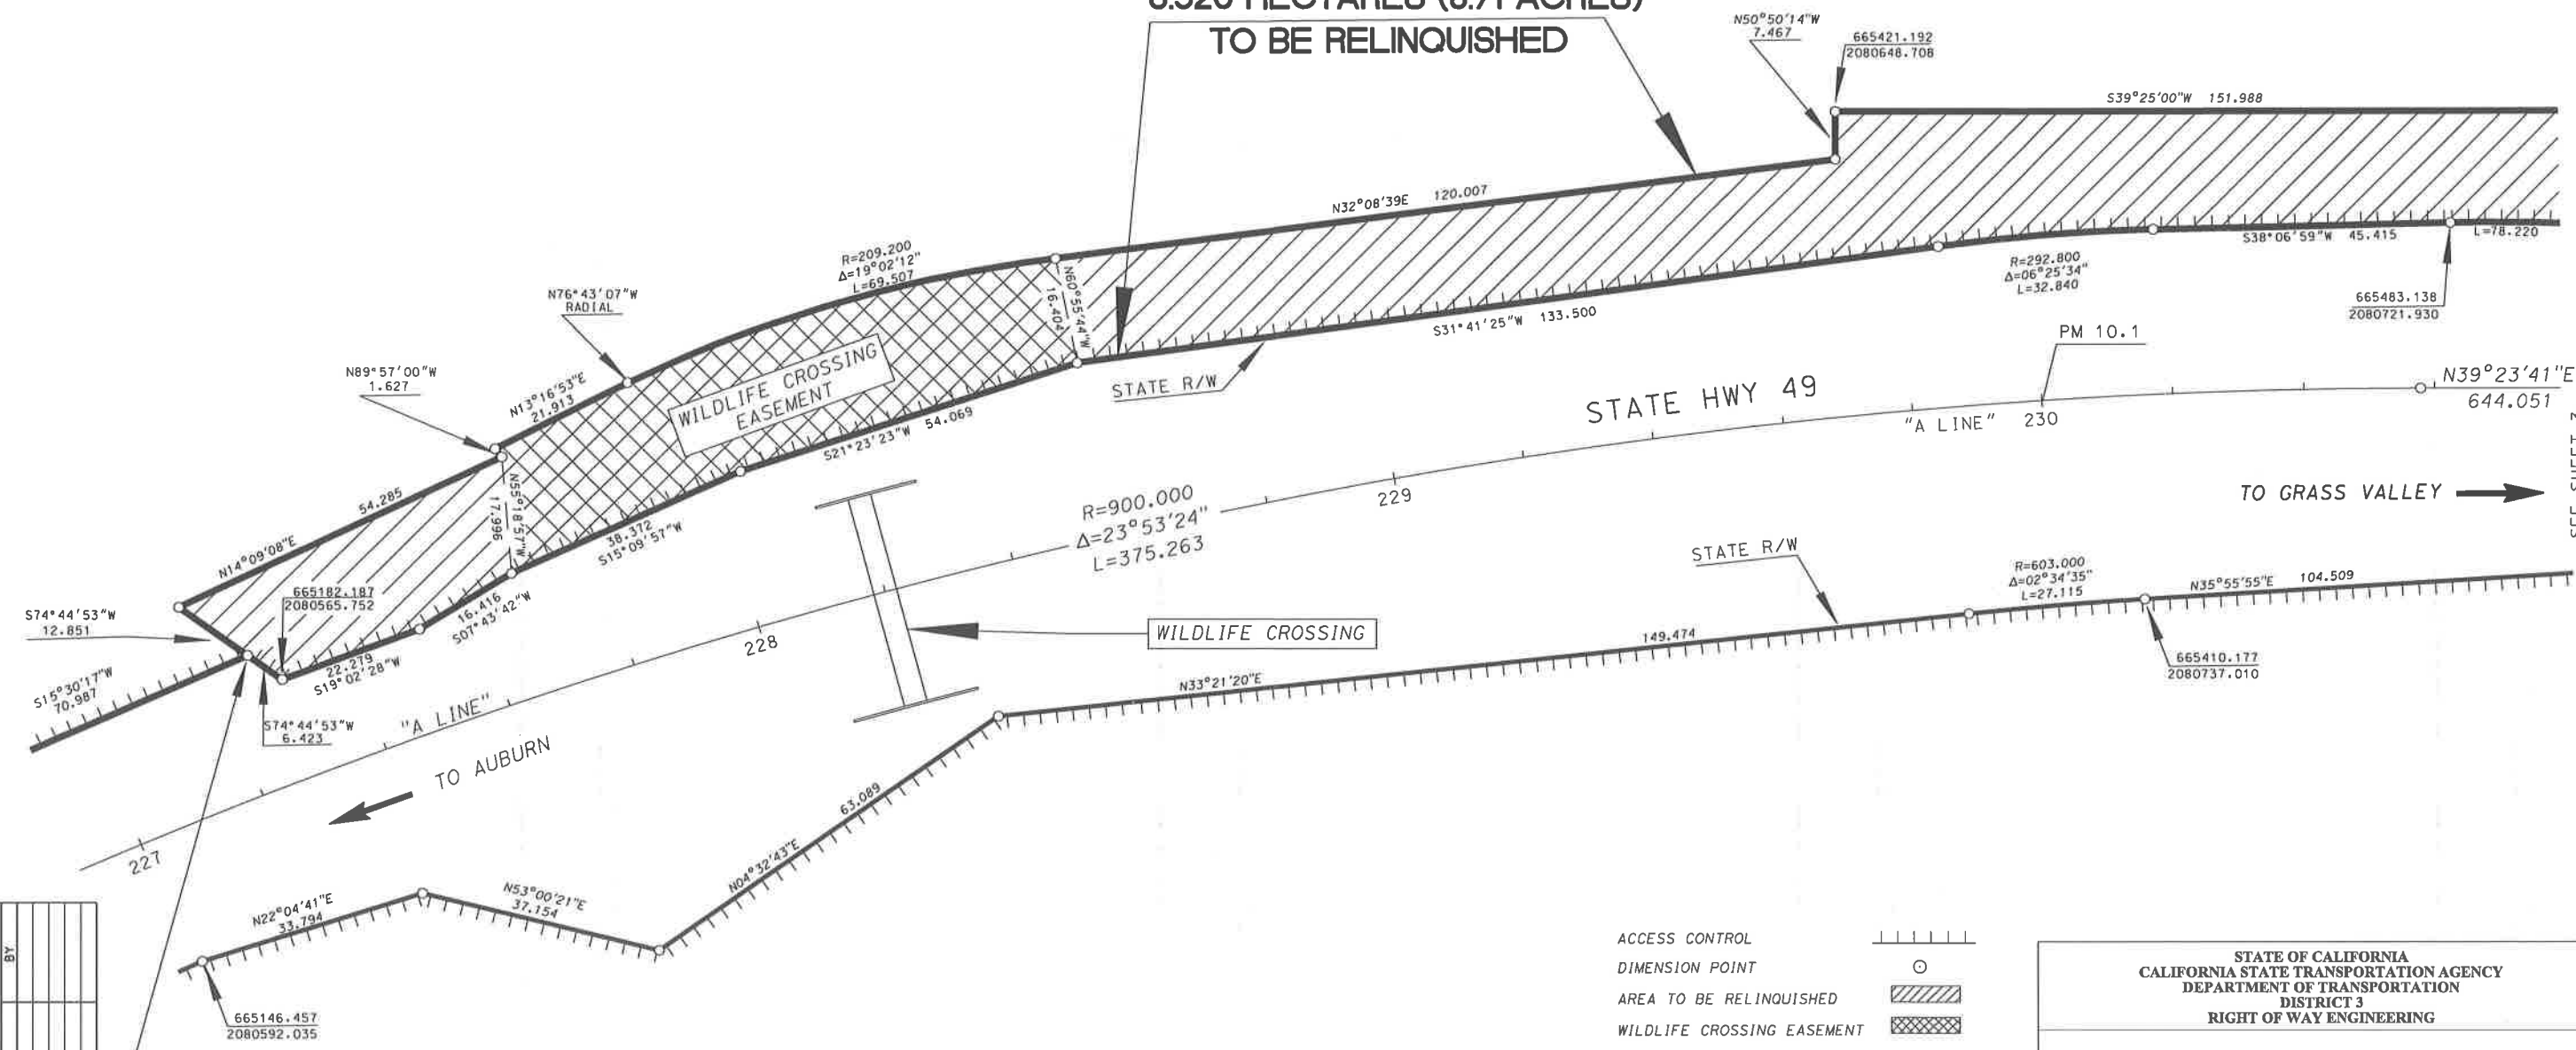 TO BE RELINQUISHED
N50°50'14"W
7.467
665421.192
2080648.708
S39°25'00"W 151.988
N32°08'39E 120.007
R=209.200
Δ=19°02'12"
L=69.507
N76°43'07"W
RADIAL
N60°55'44"W
16.404
S38°06'59"W 45.415
L=78.220
R=292.800
Δ=06°25'34"
L=32.840
665483.138
2080721.930
S31°41'25"W 133.500
PM 10.1
N89°57'00"W
1.627
N13°16'53"E
21.913
WILDLIFE CROSSING
EASEMENT
STATE R/W
STATE HWY 49
N39°23'41"E
644.051
"A LINE" 230
S21°23'23"W 54.069
54.285
N55°18'57"W
17.996
R=900.000
Δ=23°53'24"
L=375.263
229
TO GRASS VALLEY
N14°09'08"E
38.372
S15°09'57"W
STATE R/W
R=603.000
Δ=02°34'35"
L=27.115
N35°55'55"E 104.509
665182.187
2080565.752
16.416
S07°43'42"W
S74°44'53"W
12.851
228
WILDLIFE CROSSING
149.474
22.279
S19°02'28"W
665410.177
2080737.010
S15°30'17"W
70.987
N33°21'20"E
S74°44'53"W
6.423
"A LINE"
TO AUBURN
63.089
227
N04°32'43"E
N22°04'41"E
33.794
N53°00'21"E
37.154
BY
665146.457
2080592.035
ACCESS CONTROL
DIMENSION POINT
AREA TO BE RELINQUISHED
WILDLIFE CROSSING EASEMENT
STATE OF CALIFORNIA
CALIFORNIA STATE TRANSPORTATION AGENCY
DEPARTMENT OF TRANSPORTATION
DISTRICT 3
RIGHT OF WAY ENGINEERING